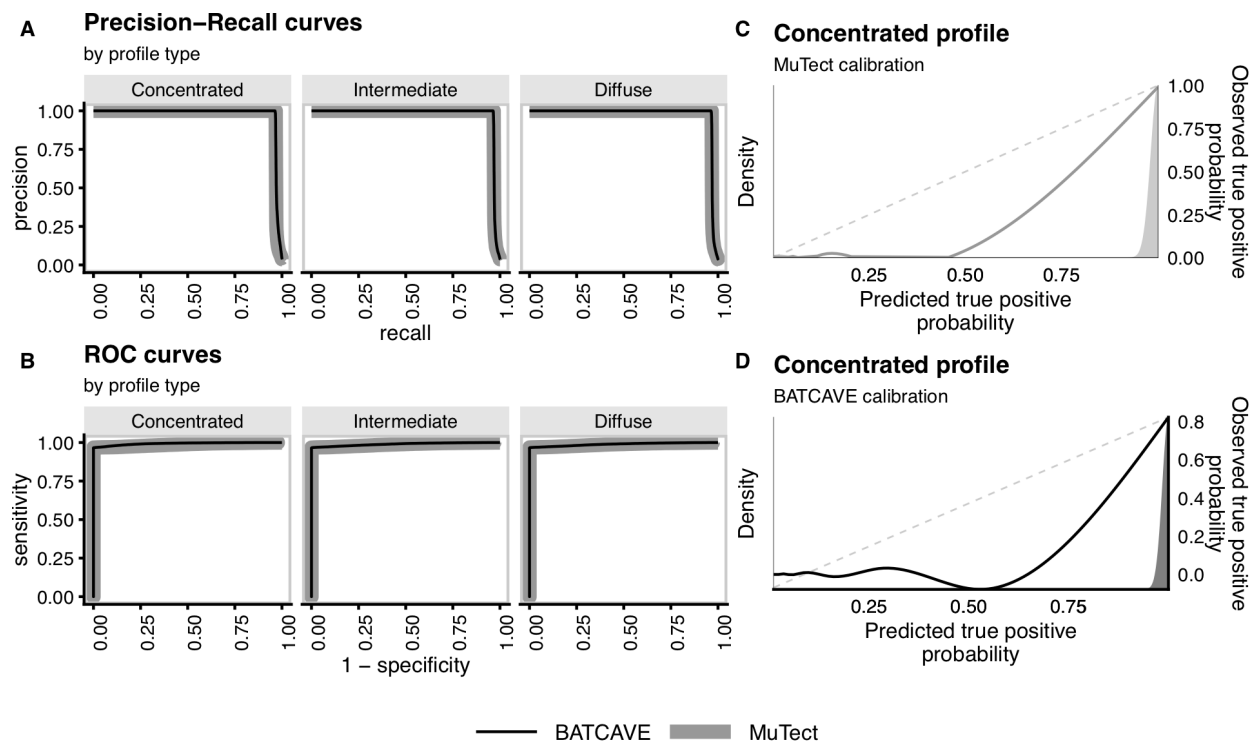 A
Precision–Recall curves
by profile type
Concentrated
Intermediate
Diffuse
1.00
0.75
0.50
0.25
0.00
precision
0.00
0.25
0.50
0.75
1.00
0.00
0.25
0.50
0.75
1.00
0.00
0.25
0.50
0.75
1.00
recall
B
ROC curves
by profile type
Concentrated
Intermediate
Diffuse
1.00
0.75
0.50
0.25
0.00
sensitivity
0.00
0.25
0.50
0.75
1.00
0.00
0.25
0.50
0.75
1.00
0.00
0.25
0.50
0.75
1.00
1 – specificity
C
Concentrated profile
MuTect calibration
Density
1.00
0.75
0.50
0.25
0.00
Observed true positive
probability
0.25
0.50
0.75
Predicted true positive
probability
D
Concentrated profile
BATCAVE calibration
Density
0.8
0.6
0.4
0.2
0.0
Observed true positive
probability
0.25
0.50
0.75
Predicted true positive
probability
BATCAVE
MuTect